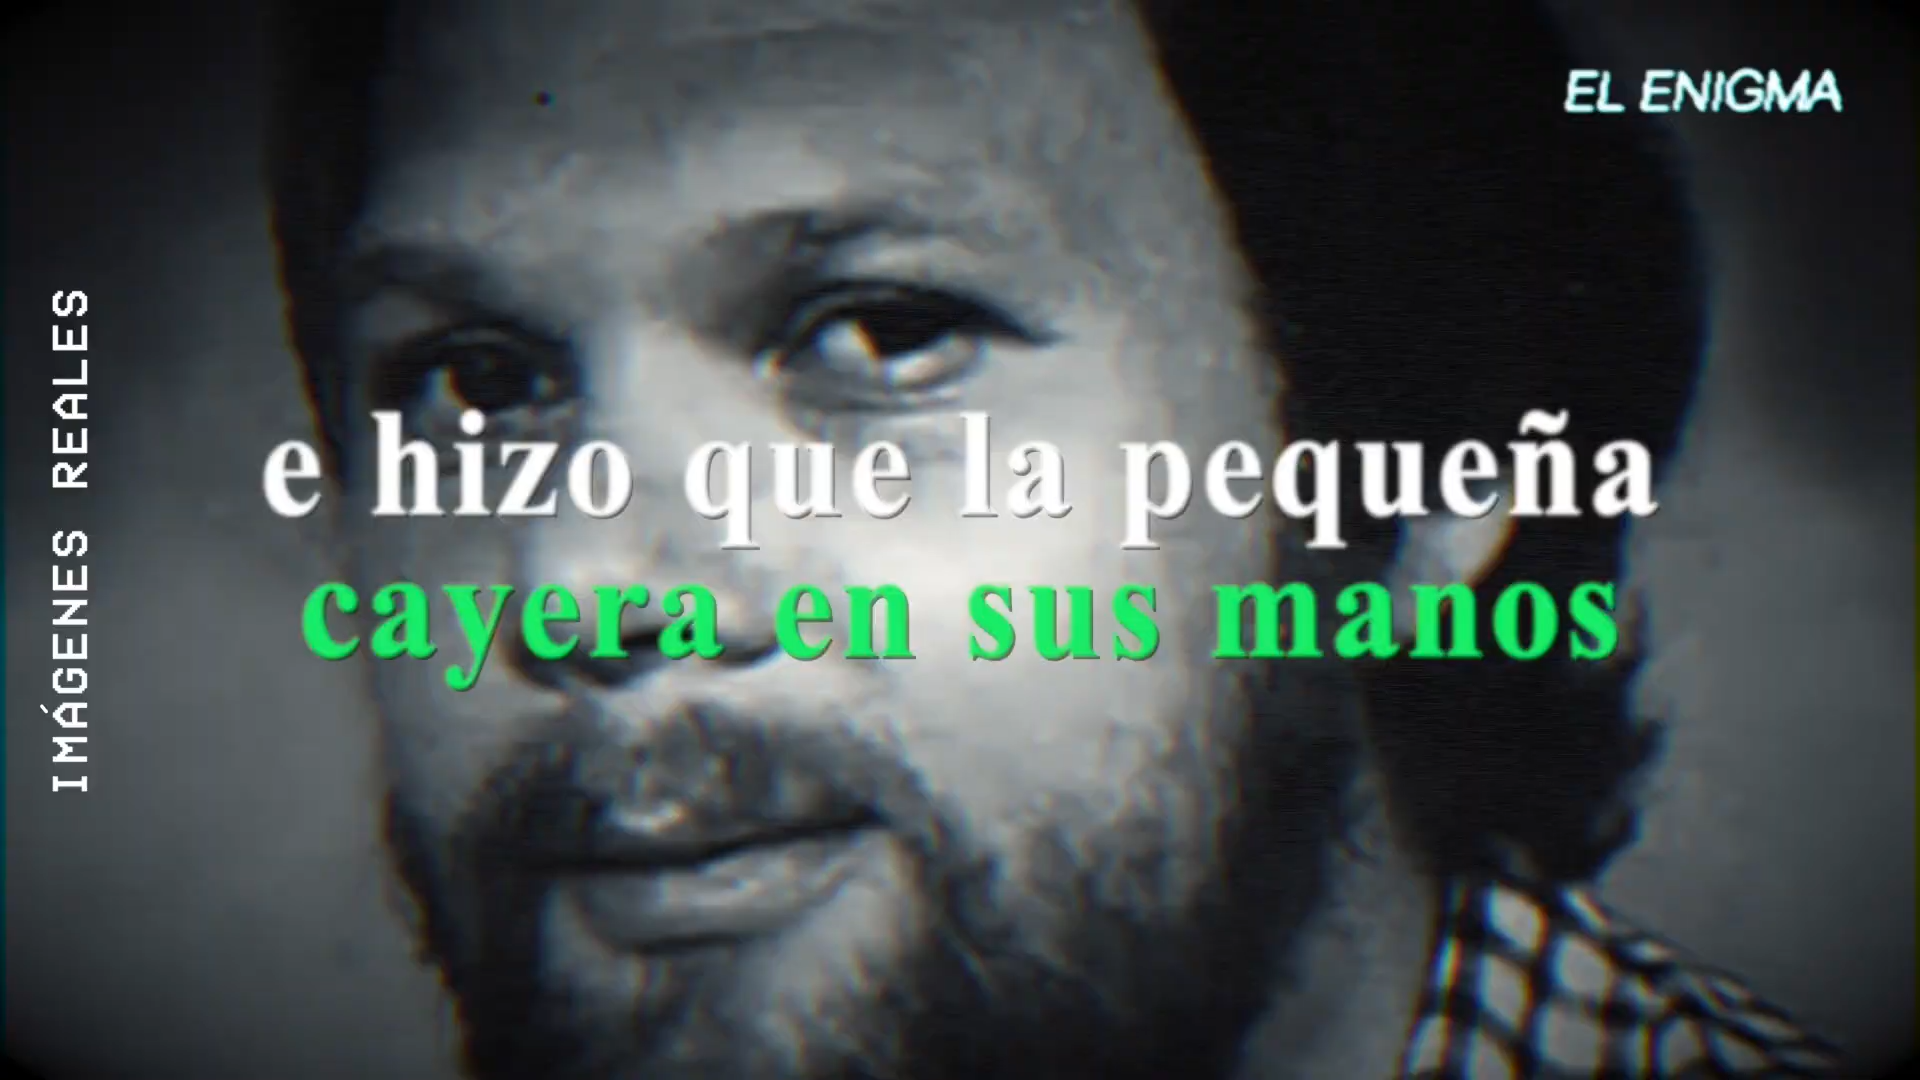 EL ENIGMA
IMÁGENES REALES
e hizo que la pequeña
cayera en sus manos